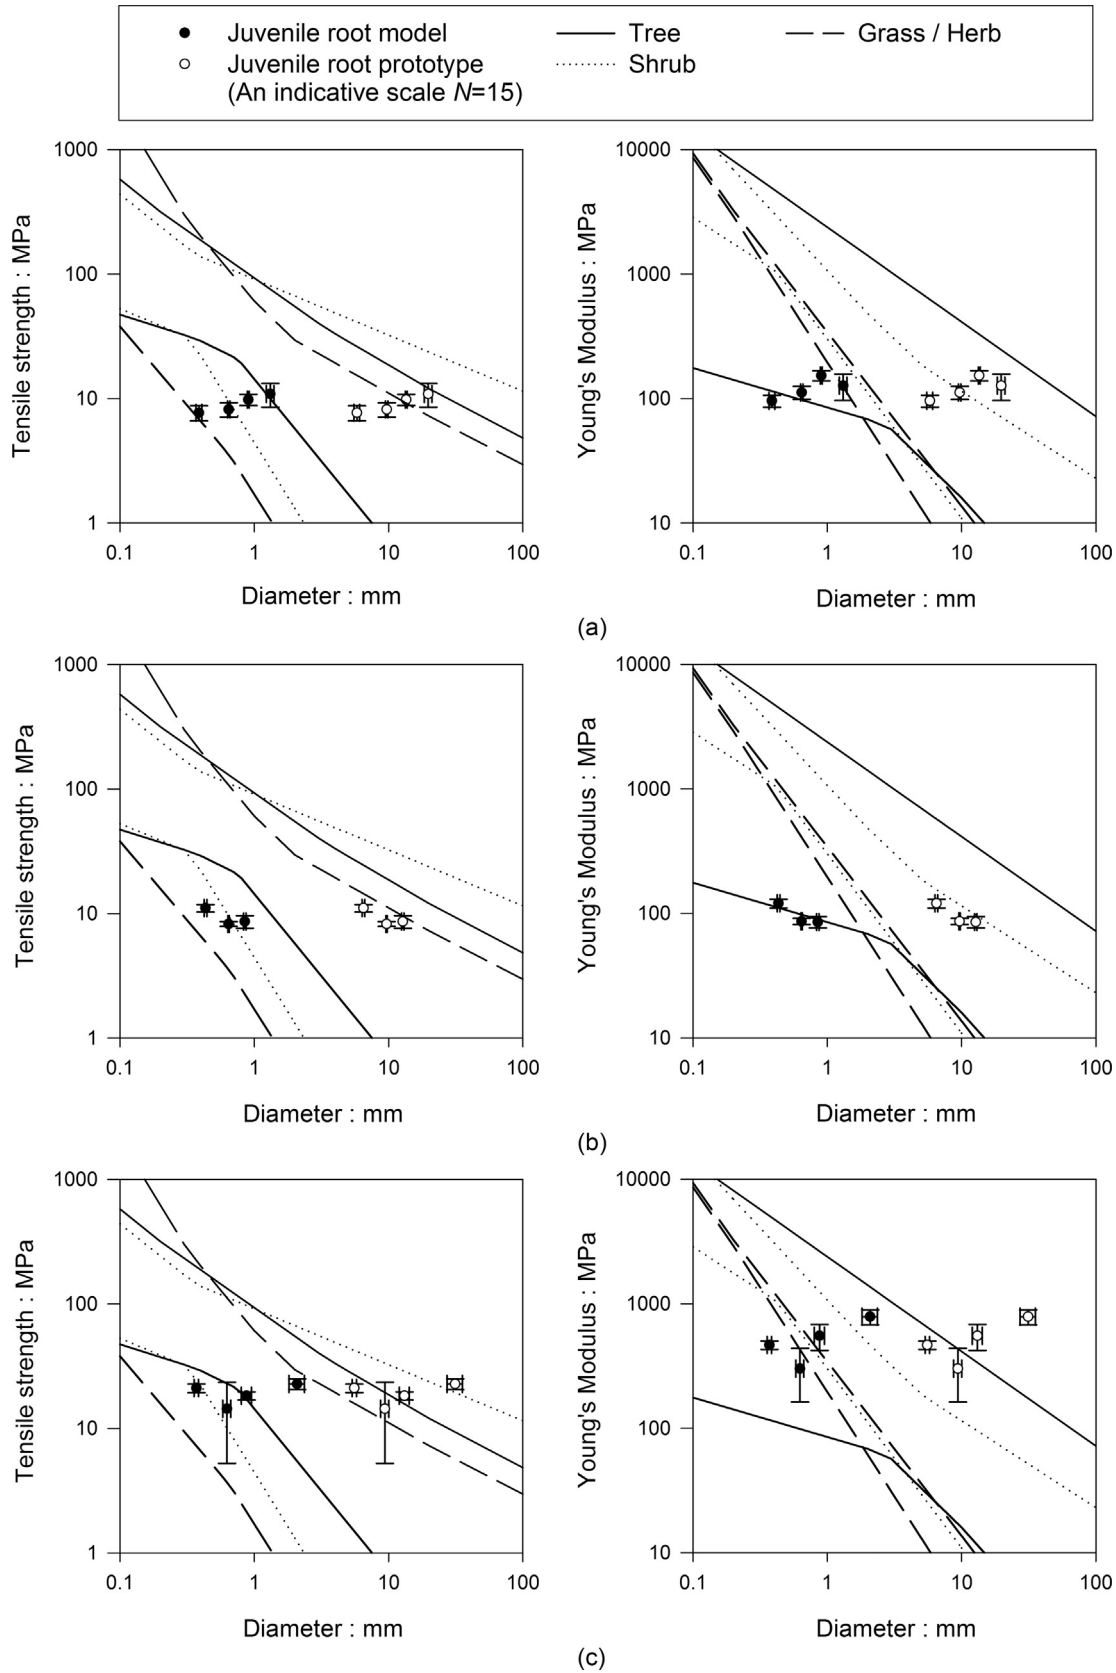 Juvenile root model
Tree
Grass / Herb
Juvenile root prototype
Shrub
(An indicative scale N=15)
Tensile strength : MPa
1000
100
10
1
0.1 1 10 100
Diameter : mm
Young's Modulus : MPa
10000
1000
100
10
0.1 1 10 100
Diameter : mm
(a)
Tensile strength : MPa
1000
100
10
1
0.1 1 10 100
Diameter : mm
Young's Modulus : MPa
10000
1000
100
10
0.1 1 10 100
Diameter : mm
(b)
Tensile strength : MPa
1000
100
10
1
0.1 1 10 100
Diameter : mm
Young's Modulus : MPa
10000
1000
100
10
0.1 1 10 100
Diameter : mm
(c)